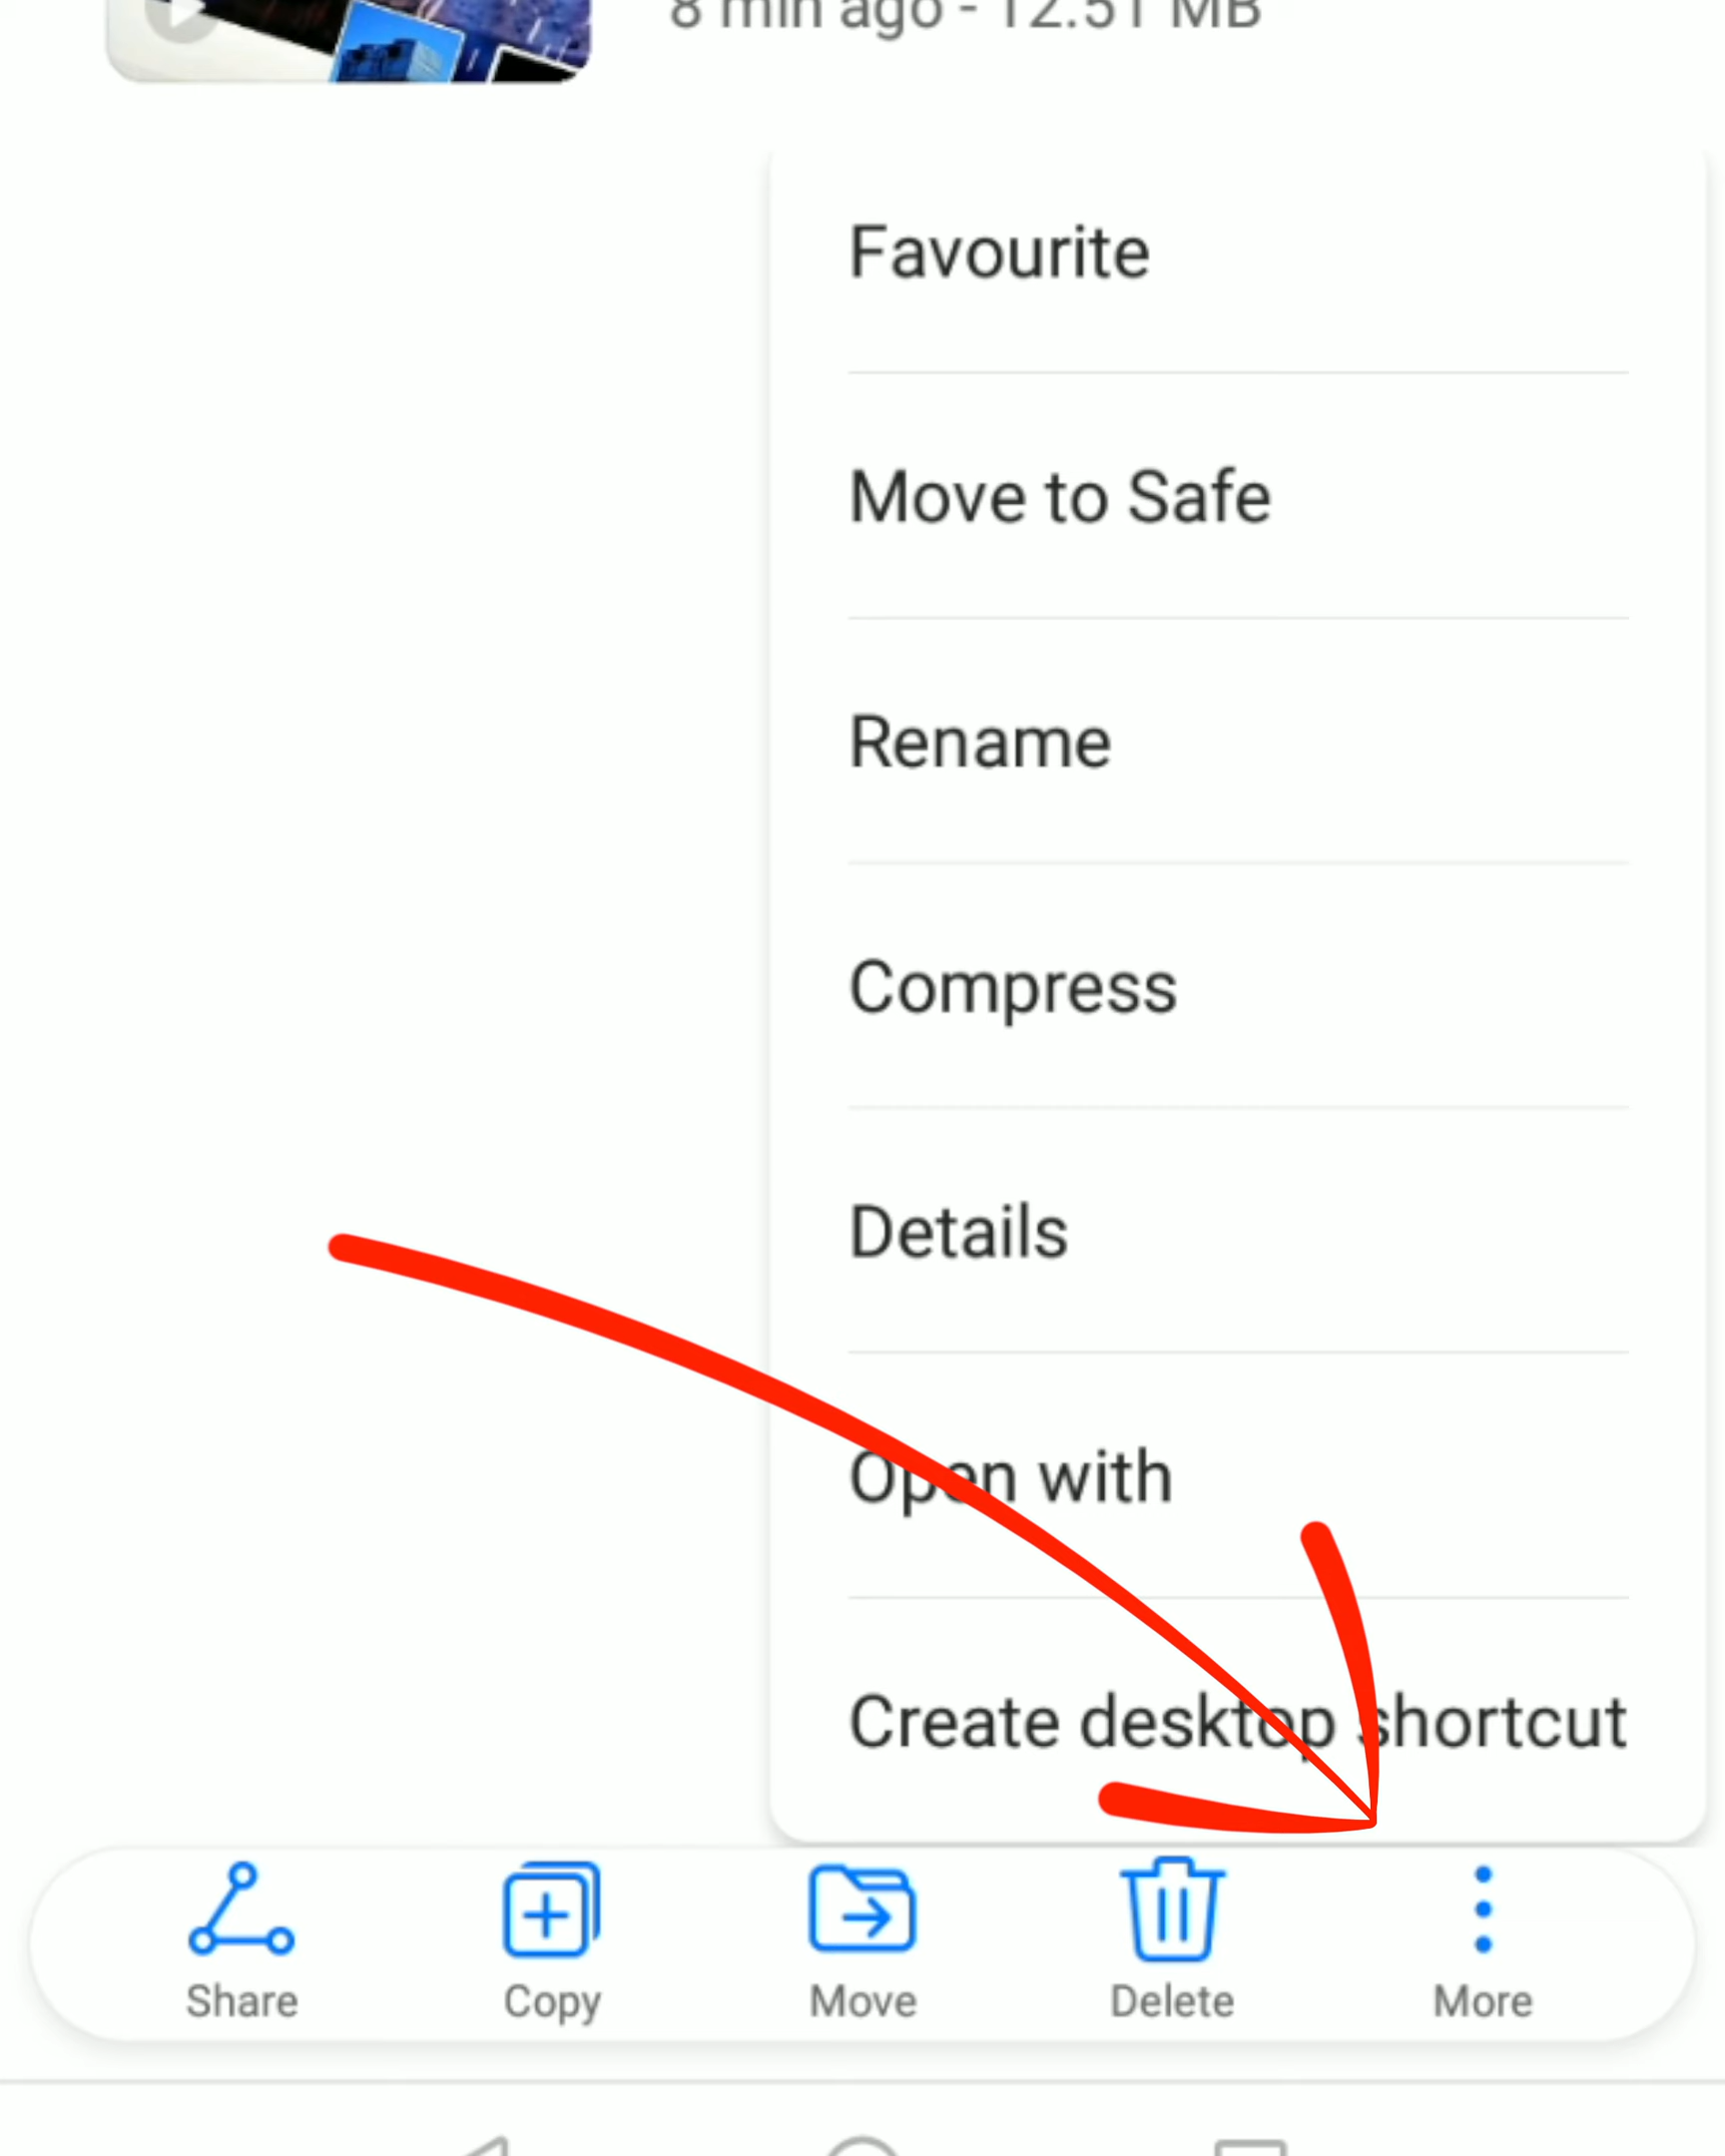 8 min ago - 12.51 MB
Favourite
Move to Safe
Rename
Compress
Details
Open with
Create desktop shortcut
Share
Copy
Move
Delete
More